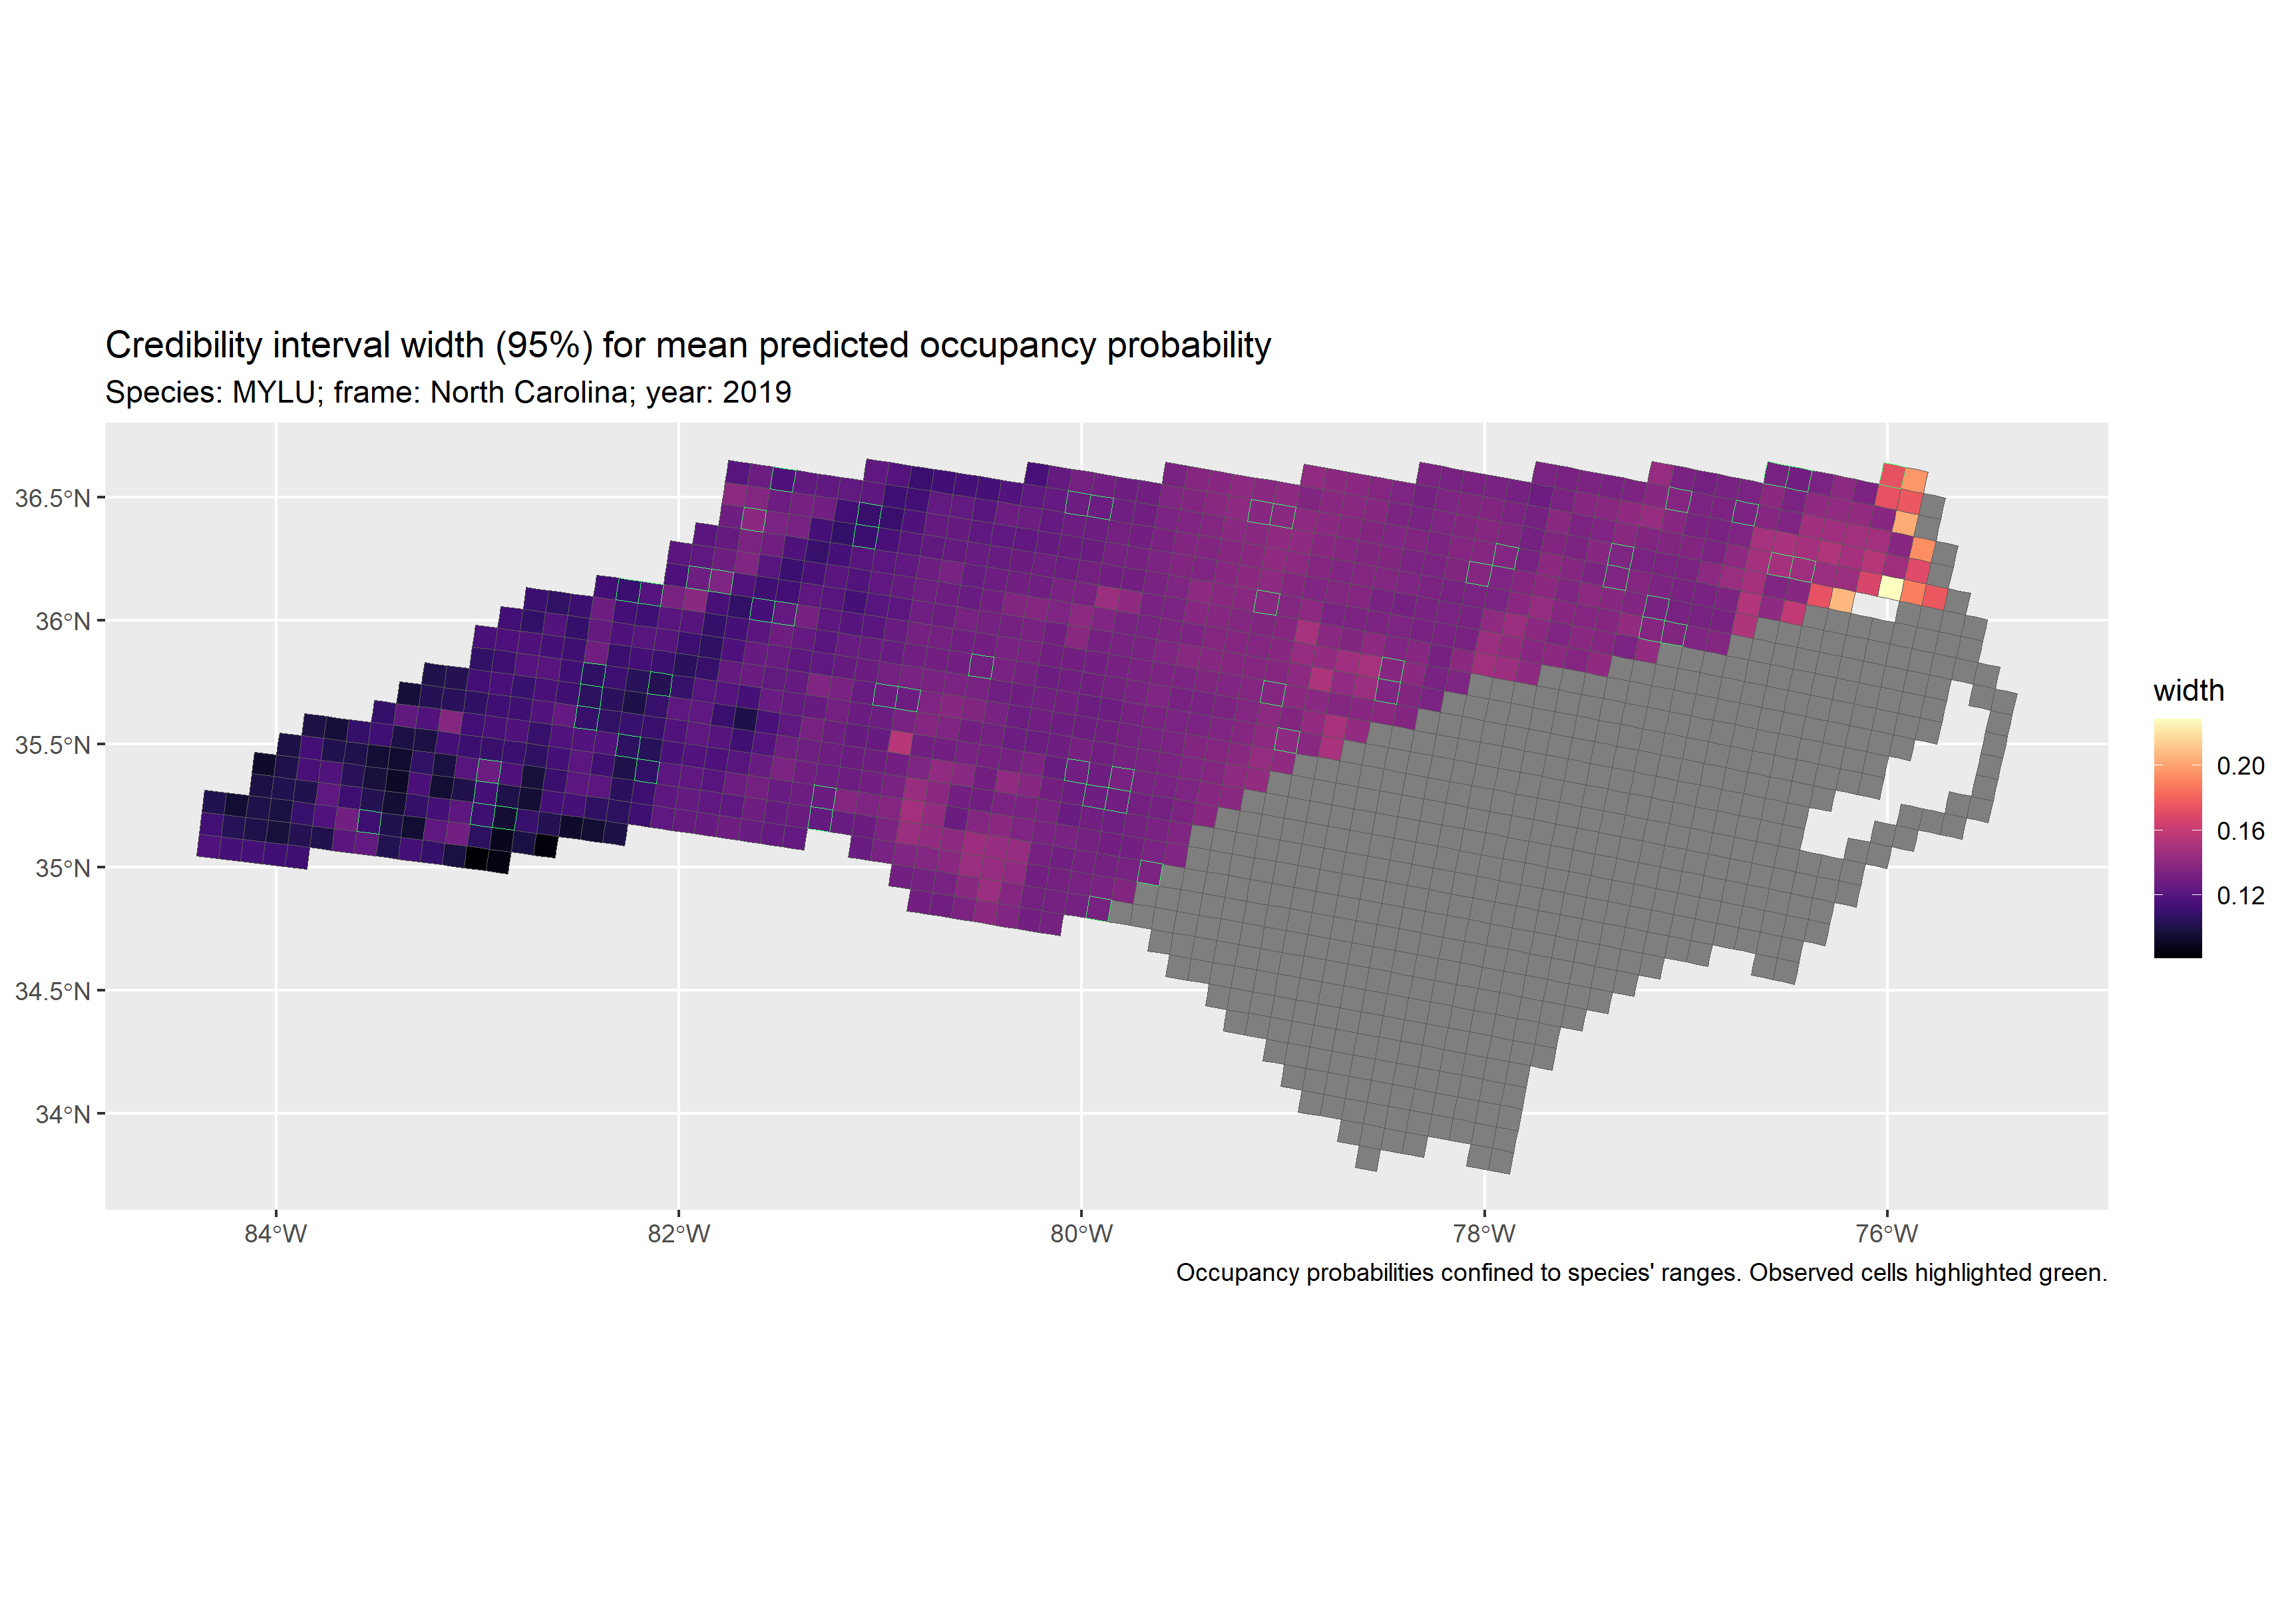 Credibility interval width (95%) for mean predicted occupancy probability
Species: MYLU; frame: North Carolina; year: 2019
36.5°N
36°N
35.5°N
35°N
34.5°N
34°N
84°W
82°W
80°W
78°W
76°W
width
0.20
0.16
0.12
Occupancy probabilities confined to species' ranges. Observed cells highlighted green.